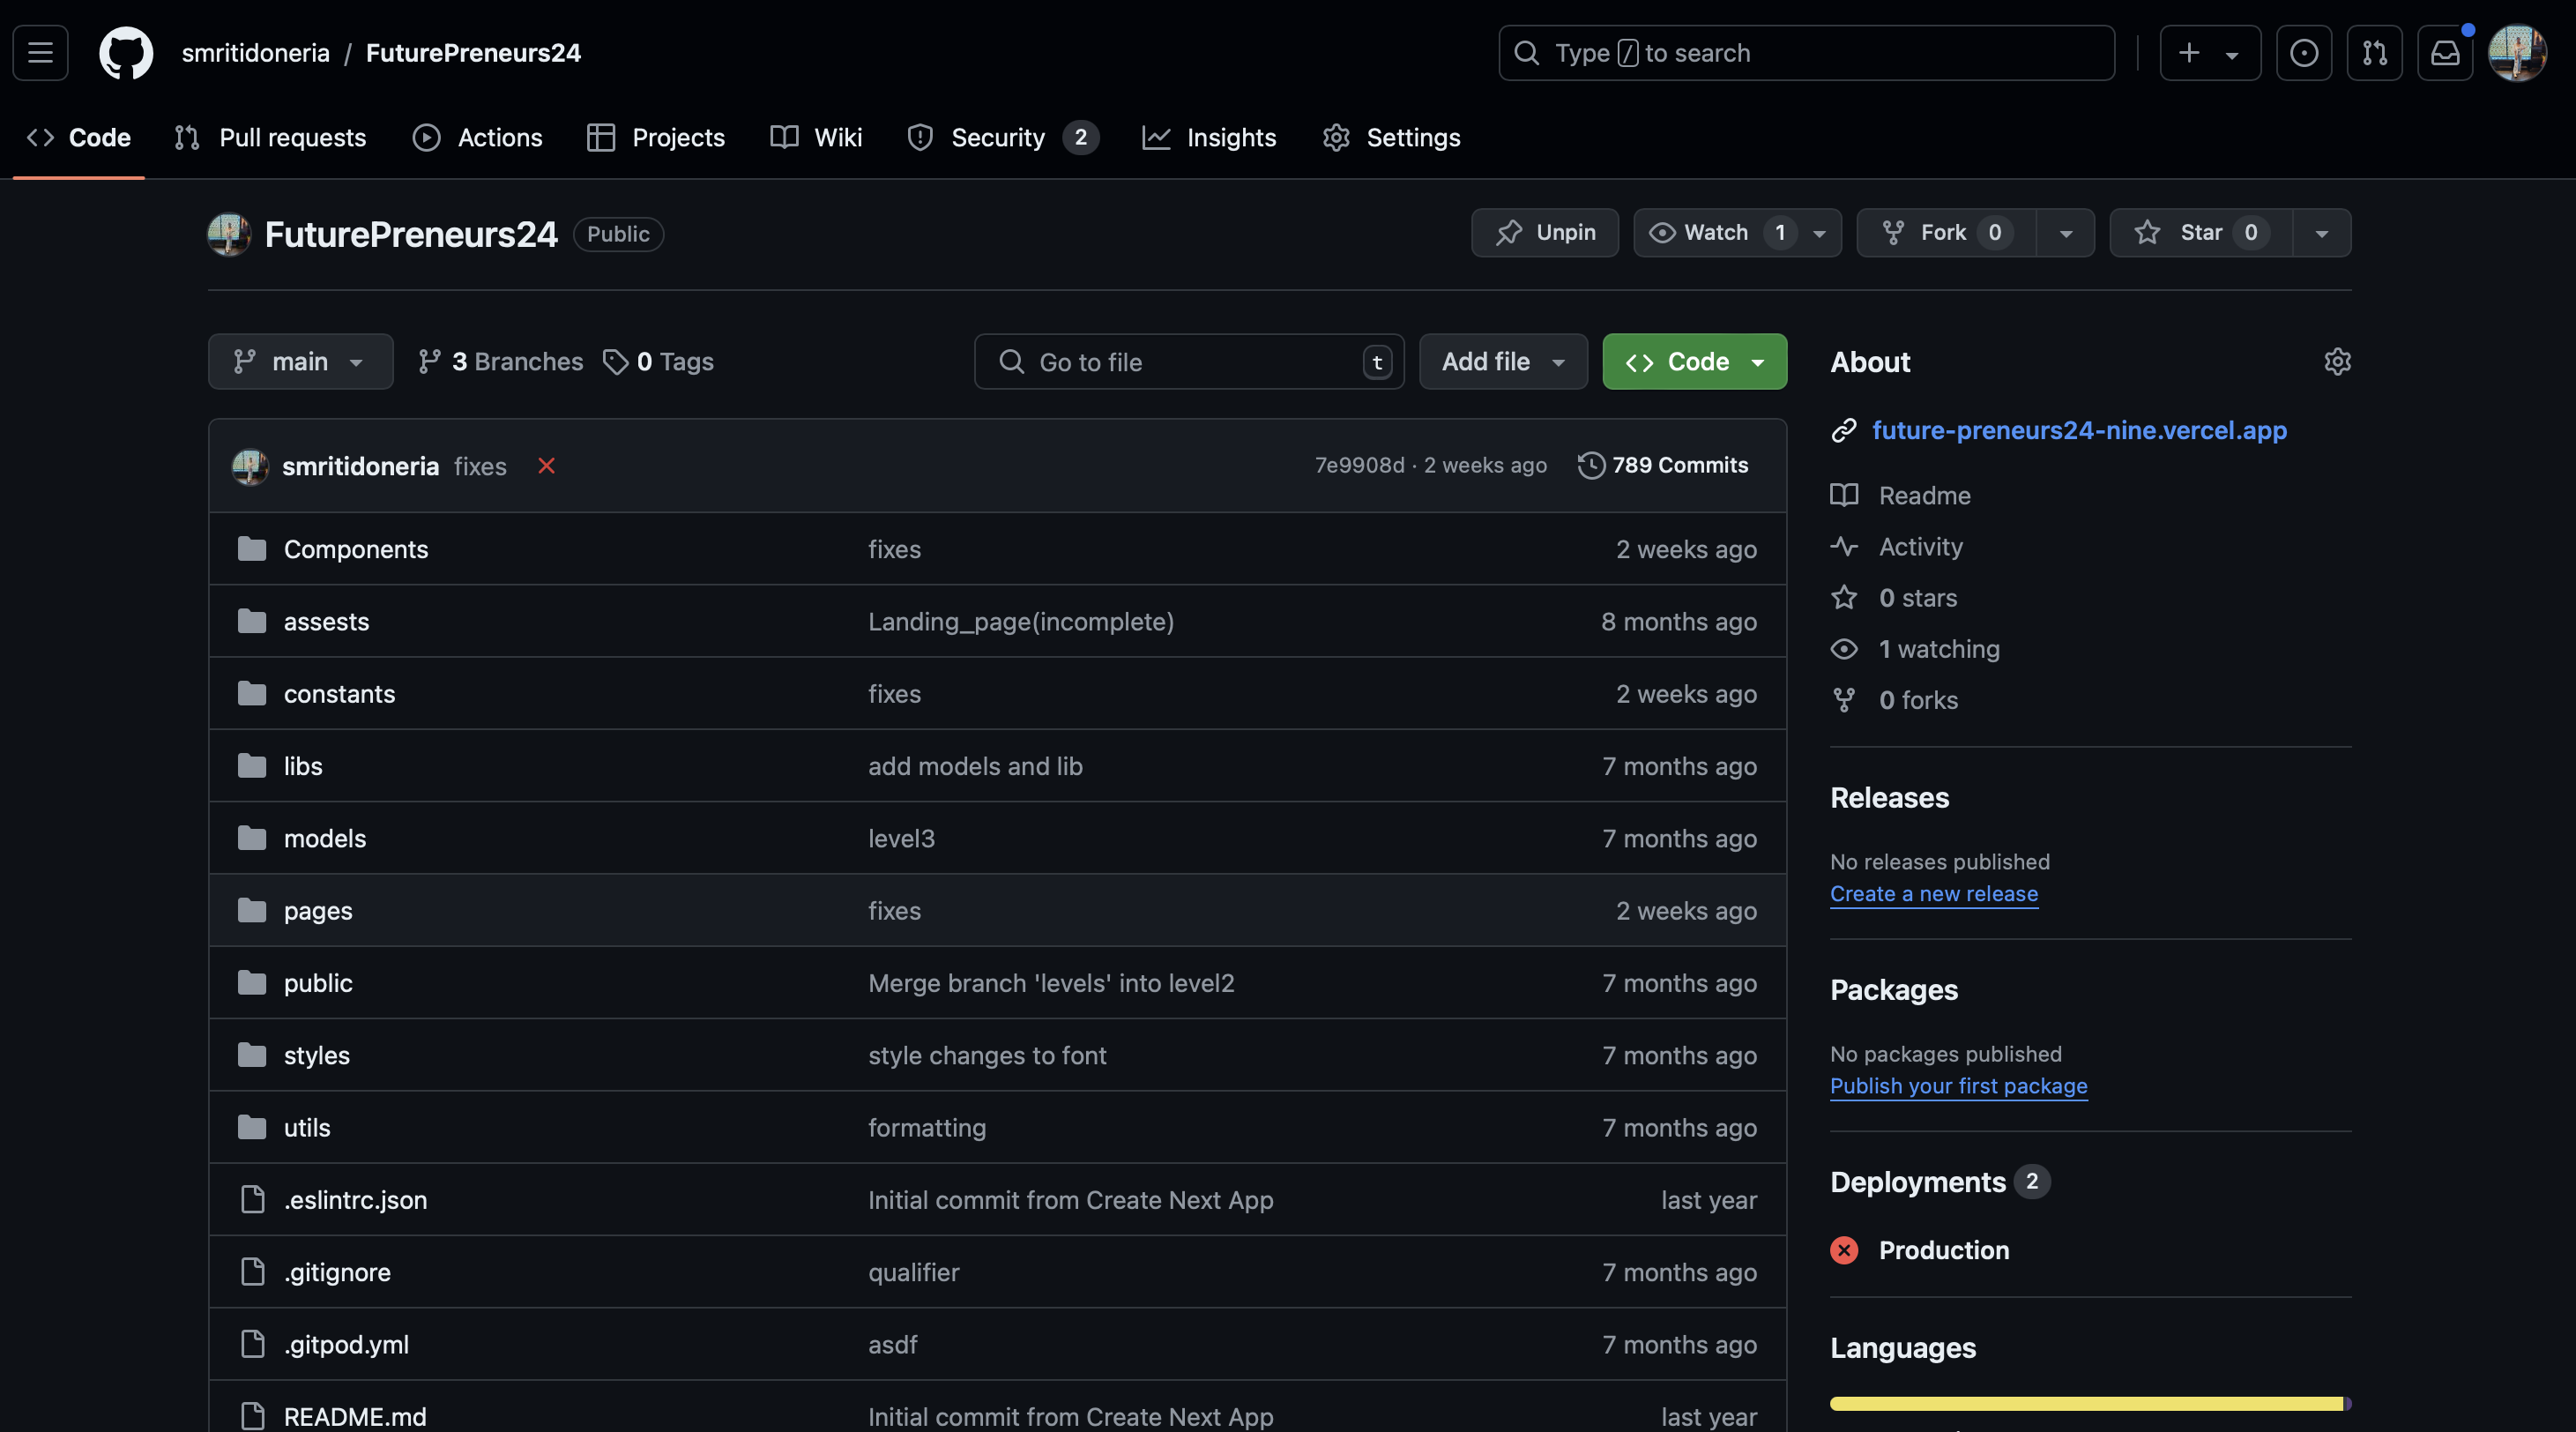 smritidoneria / FuturePreneurs24
Type / to search
Code Pull requests Actions Projects Wiki Security 2 Insights Settings
FuturePreneurs24 Public
Unpin Watch 1 Fork 0 Star 0
main 3 Branches 0 Tags
Go to file t
Add file
Code
smritidoneria fixes 7e9908d · 2 weeks ago 789 Commits
Components fixes 2 weeks ago
assests Landing_page(incomplete) 8 months ago
constants fixes 2 weeks ago
libs add models and lib 7 months ago
models level3 7 months ago
pages fixes 2 weeks ago
public Merge branch 'levels' into level2 7 months ago
styles style changes to font 7 months ago
utils formatting 7 months ago
.eslintrc.json Initial commit from Create Next App last year
.gitignore qualifier 7 months ago
.gitpod.yml asdf 7 months ago
README.md Initial commit from Create Next App last year
About
future-preneurs24-nine.vercel.app
Readme
Activity
0 stars
1 watching
0 forks
Releases
No releases published
Create a new release
Packages
No packages published
Publish your first package
Deployments 2
Production
Languages